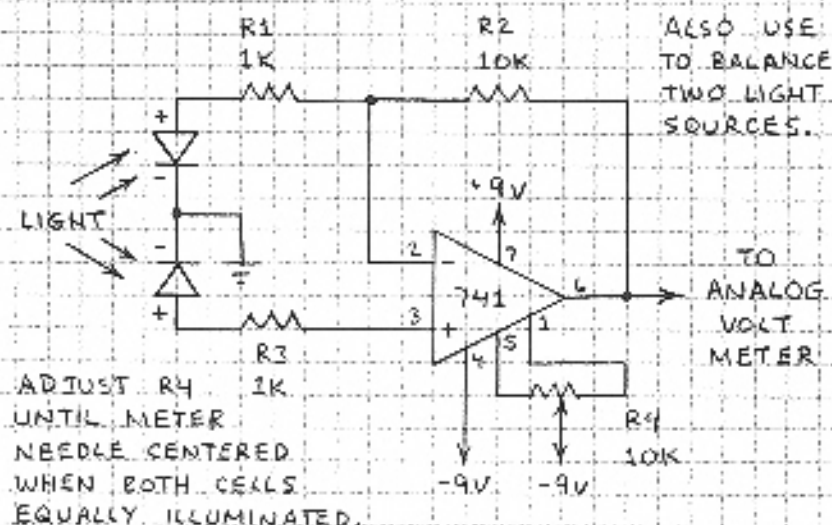 R1
1K
R2
10K
ALSO USE
TO BALANCE
TWO LIGHT
SOURCES.
+
-
LIGHT
-
+
+9V
2
-
7
741
6
3
+
4
5
1
TO
ANALOG
VOLT
METER
R3
1K
R4
10K
-9V
-9V
ADJUST R4
UNTIL METER
NEEDLE CENTERED
WHEN BOTH CELLS
EQUALLY ILLUMINATED.